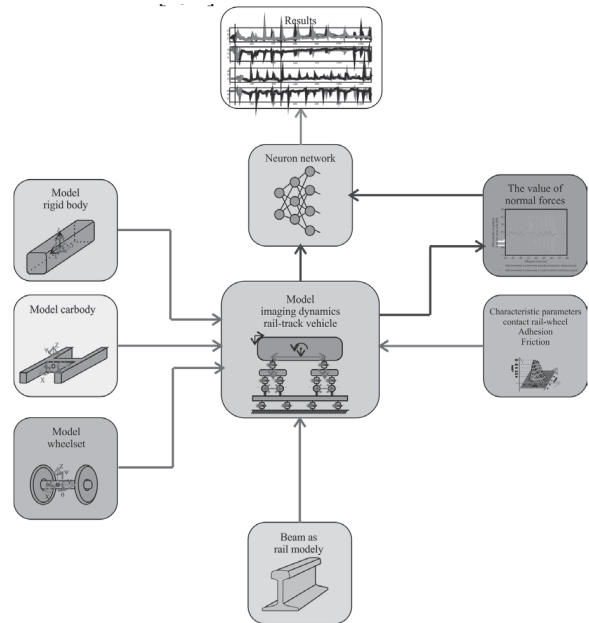 Results
Neuron network
Model
rigid body
The value of
normal forces
Model carbody
Model
imaging dynamics
rail-track vehicle
Characteristic parameters
contact rail-wheel
Adhesion
Friction
Model
wheelset
Beam as
rail modely